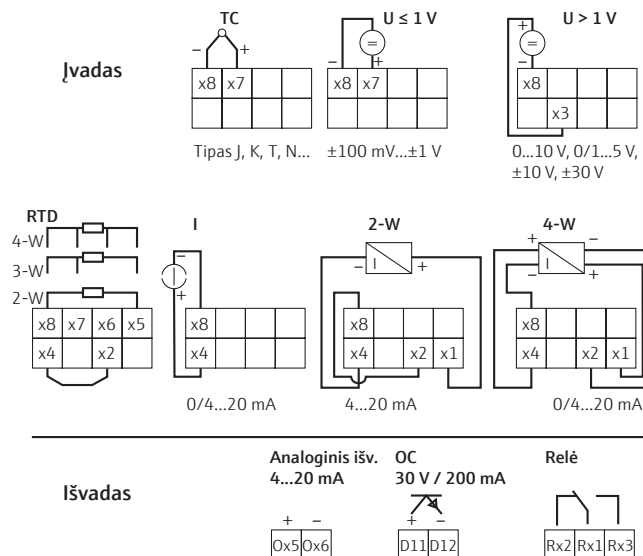 Įvadas
TC
− +
x8 x7
Tipas J, K, T, N...
U ≤ 1 V
=
− +
x8 x7
±100 mV...±1 V
U > 1 V
+
=
−
x8
x3
0...10 V, 0/1...5 V,
±10 V, ±30 V
RTD
4-W
3-W
2-W
x8 x7 x6 x5
x4 x2
I
−
+
x8
x4
0/4...20 mA
2-W
− I +
x8
x4 x2 x1
4...20 mA
4-W
+ −
− I +
x8
x4 x2 x1
0/4...20 mA
Išvadas
Analoginis išv.
4...20 mA
+ −
Ox5 Ox6
OC
30 V / 200 mA
+ −
D11 D12
Relė
Rx2 Rx1 Rx3